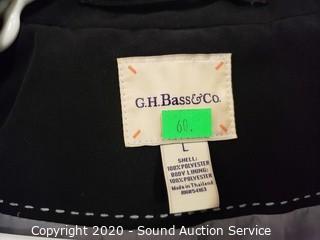 G.H.Bass&Co.
60.
L
SHELL:
100% POLYESTER
BODY LINING:
100% POLYESTER
Made in Thailand
Copyright 2020 - Sound Auction Service